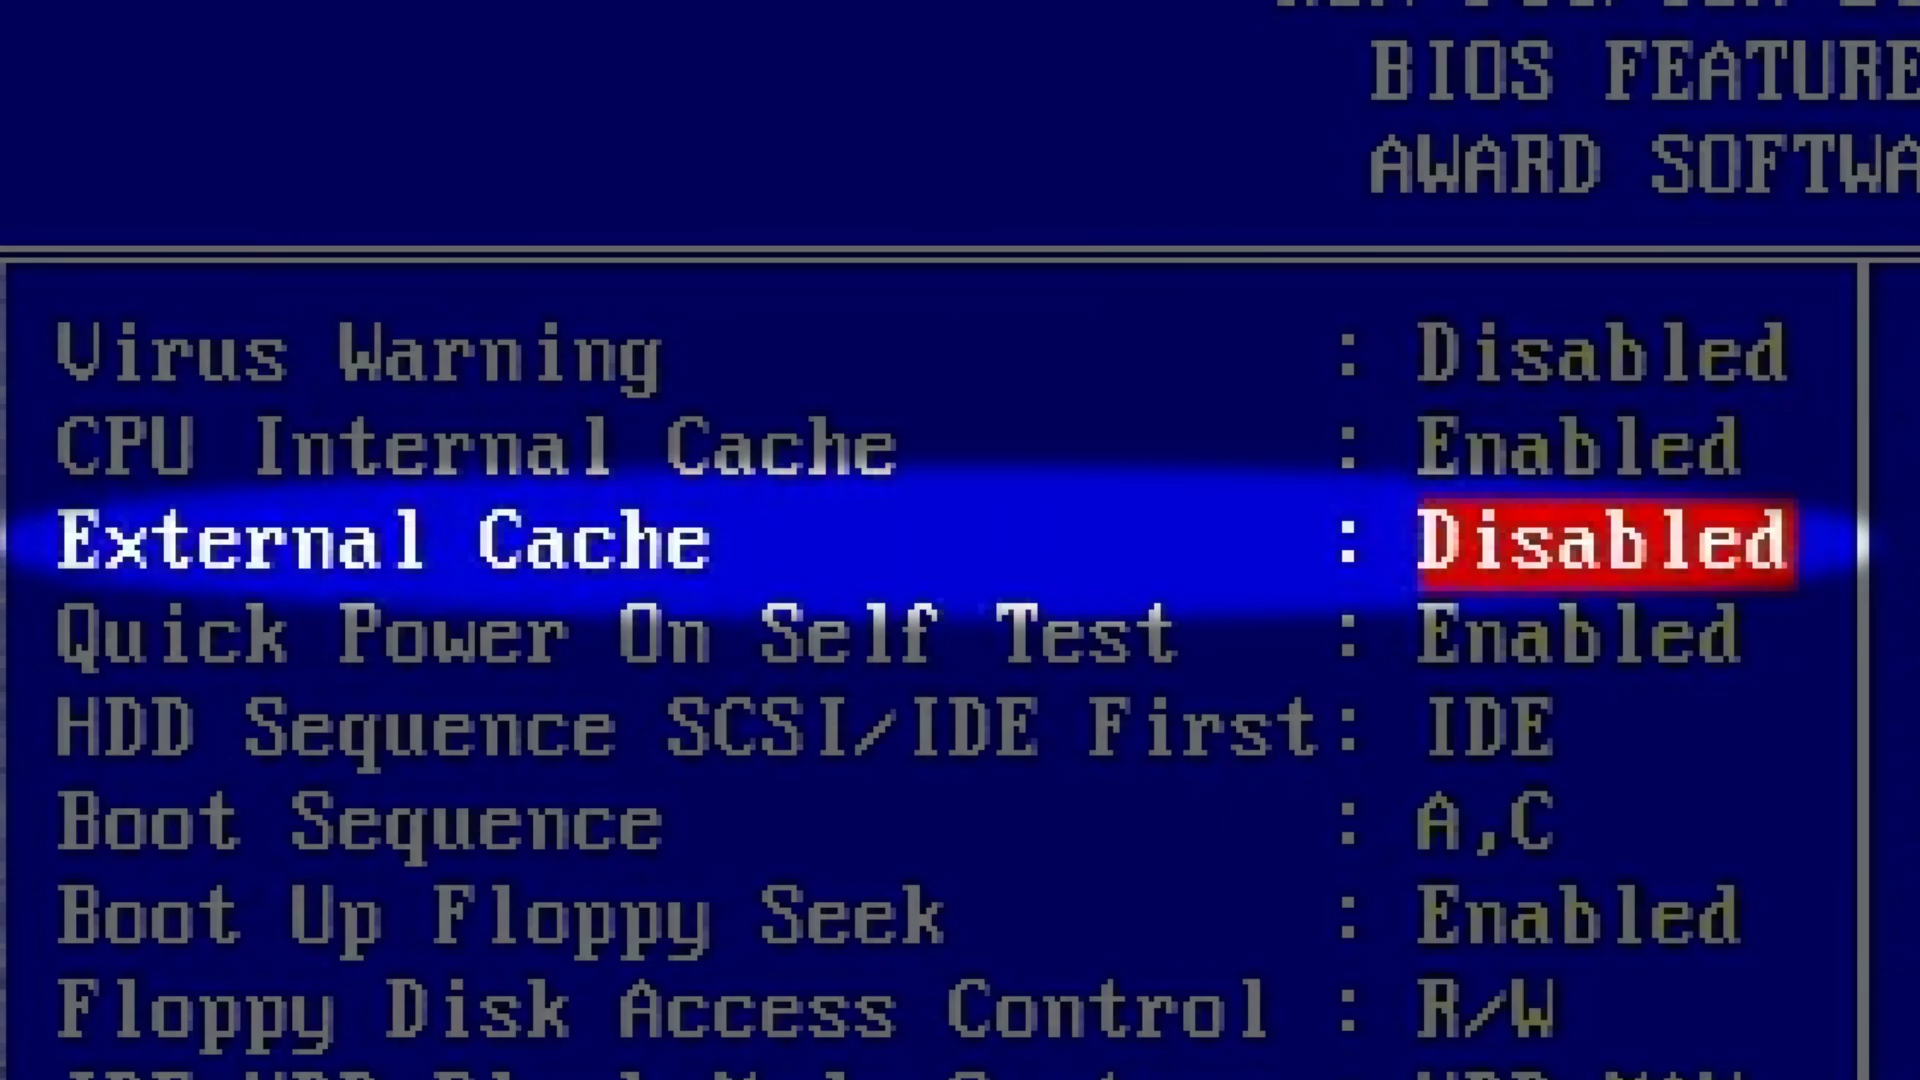 BIOS FEATURE
AWARD SOFTWA
Virus Warning : Disabled
CPU Internal Cache : Enabled
External Cache : Disabled
Quick Power On Self Test : Enabled
HDD Sequence SCSI/IDE First: IDE
Boot Sequence : A,C
Boot Up Floppy Seek : Enabled
Floppy Disk Access Control : R/W